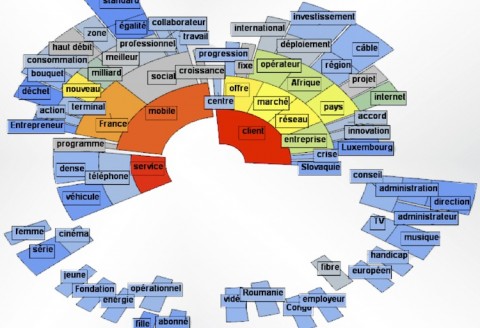 standard
collaborateur
égalité
zone
travail
professionnel
haut débit
meilleur
consommation
bouquet
milliard
social
croissance
déchet
nouveau
action
terminal
mobile
Entrepreneur
France
programme
dense
téléphone
service
véhicule
investissement
international
déploiement
câble
progression
fixe
opérateur
région
projet
Afrique
offre
internet
centre
marché
pays
accord
réseau
innovation
client
entreprise
Luxembourg
crise
Slovaquie
conseil
administration
direction
administrateur
TV
musique
handicap
européen
libre
femme
cinéma
série
jeune
Fondation
opérationnel
énergie
fille
abonné
Roumanie
employeur
Congo